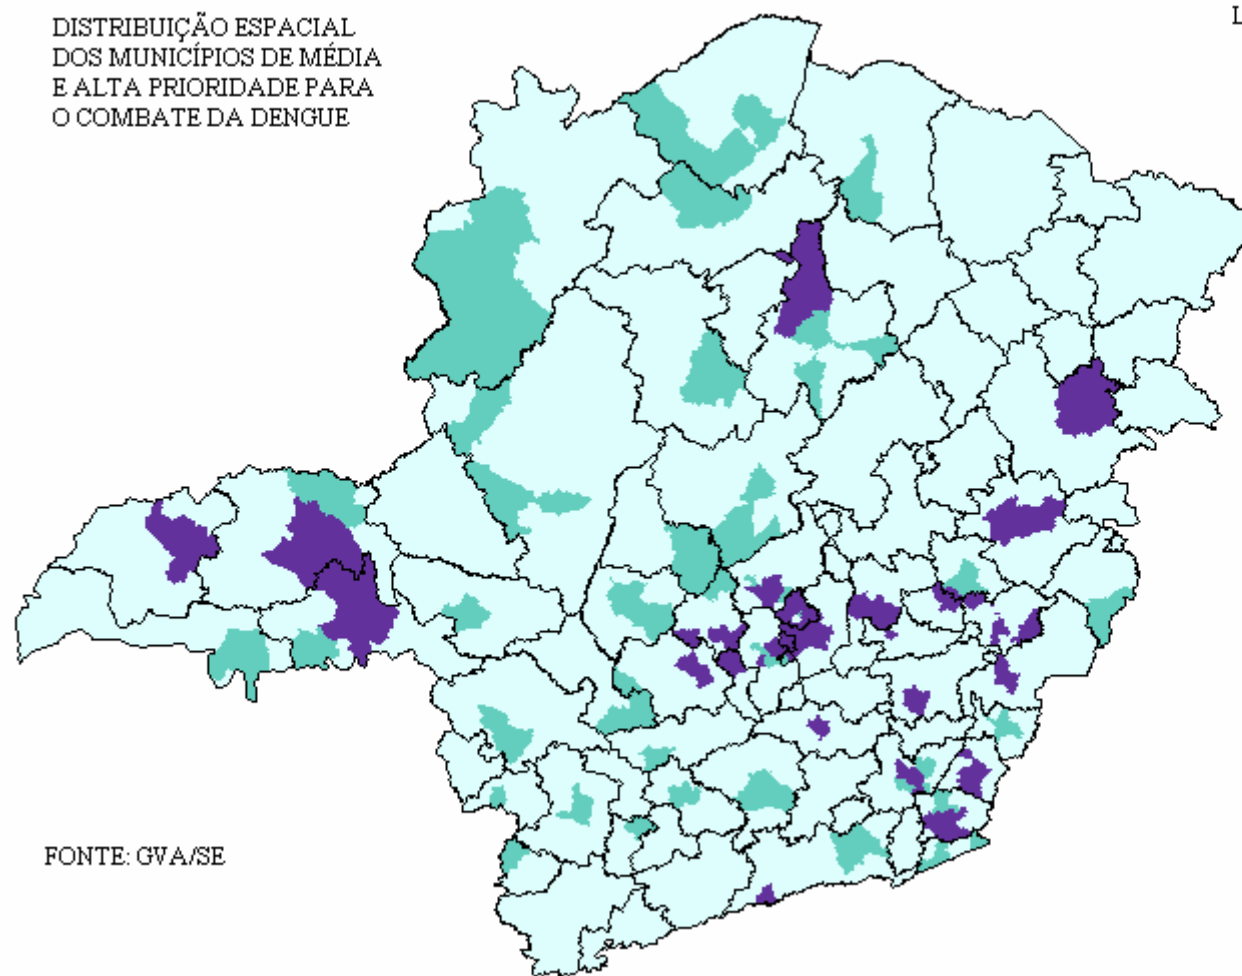 DISTRIBUIÇÃO ESPACIAL
DOS MUNICÍPIOS DE MÉDIA
E ALTA PRIORIDADE PARA
O COMBATE DA DENGUE
L
FONTE: GVA/SE